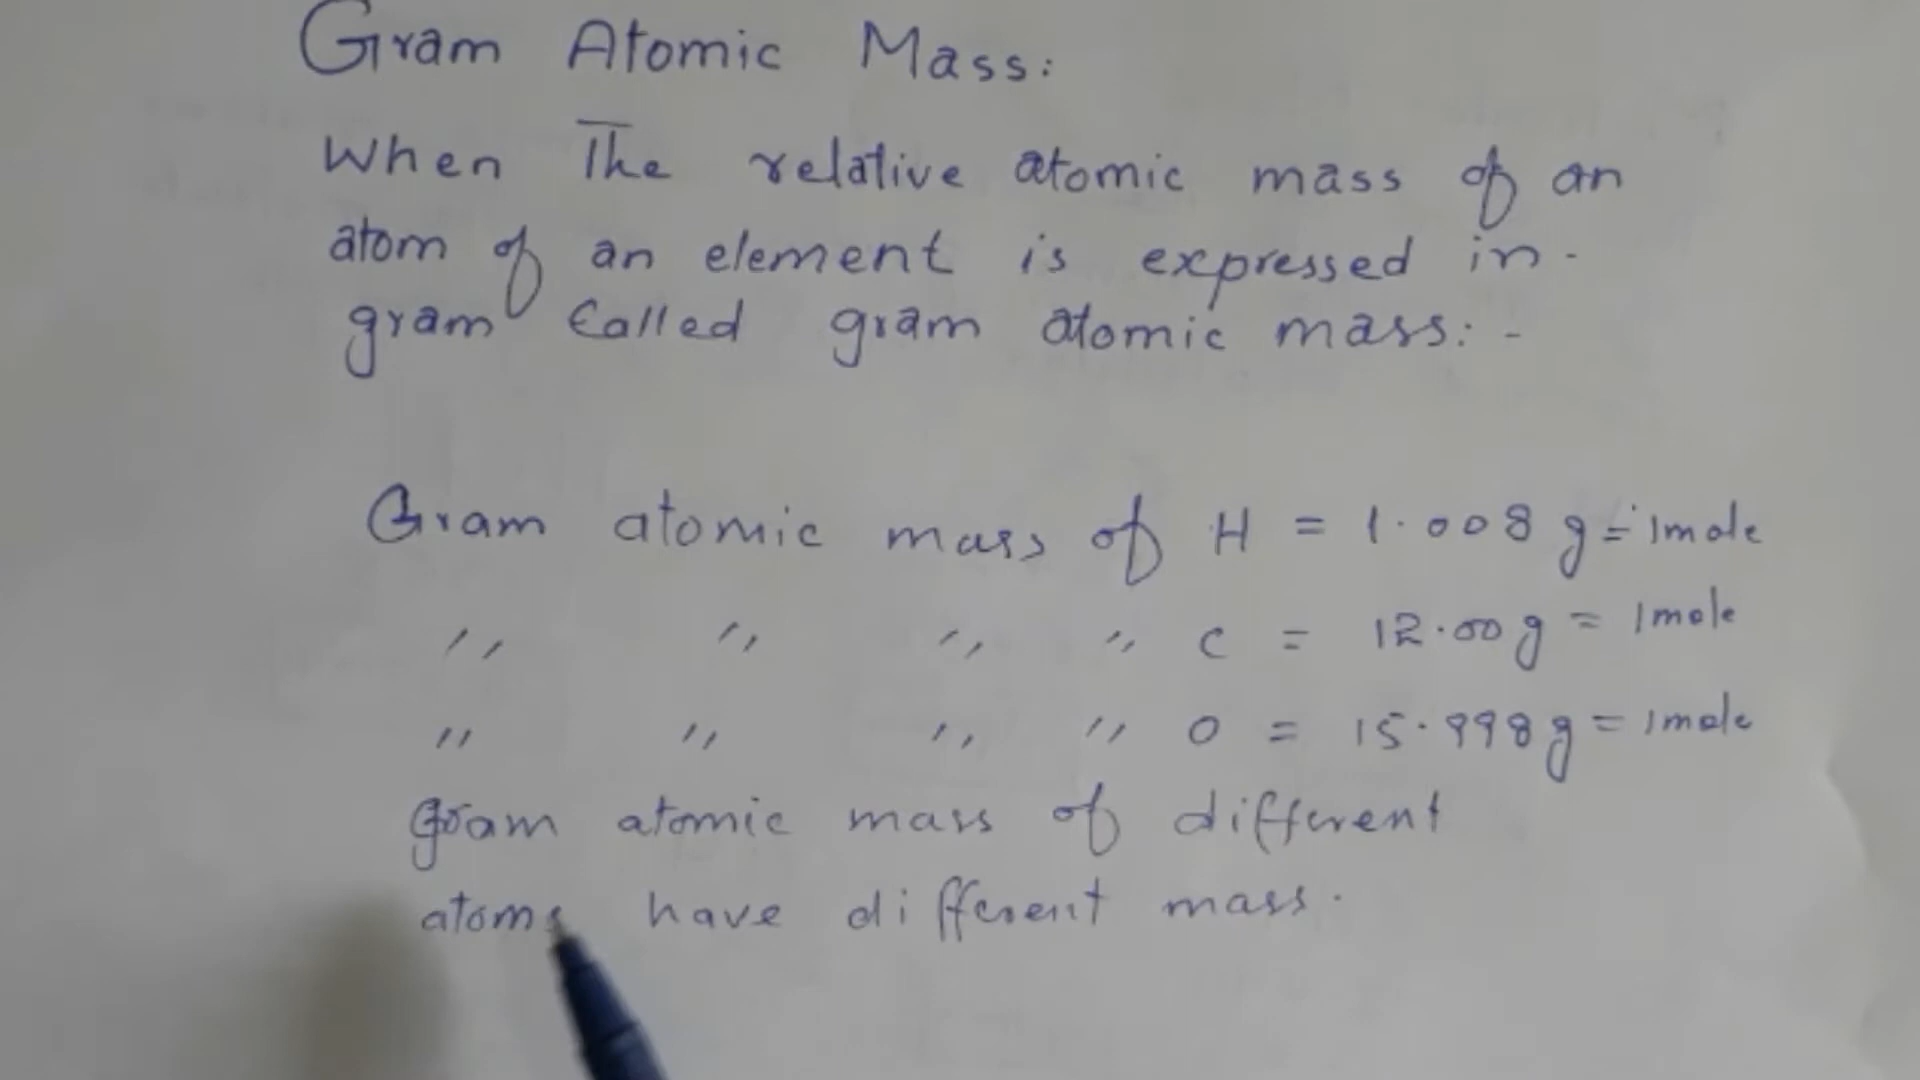 Gram Atomic Mass:
When The relative atomic mass of an
atom of an element is expressed in -
gram Called gram atomic mass: -
Gram atomic mass of H = 1.008 g = 1mole
" " " " C = 12.00g = 1mole
" " " " O = 15.998g = 1mole
gram atomic mass of different
atoms have different mass.